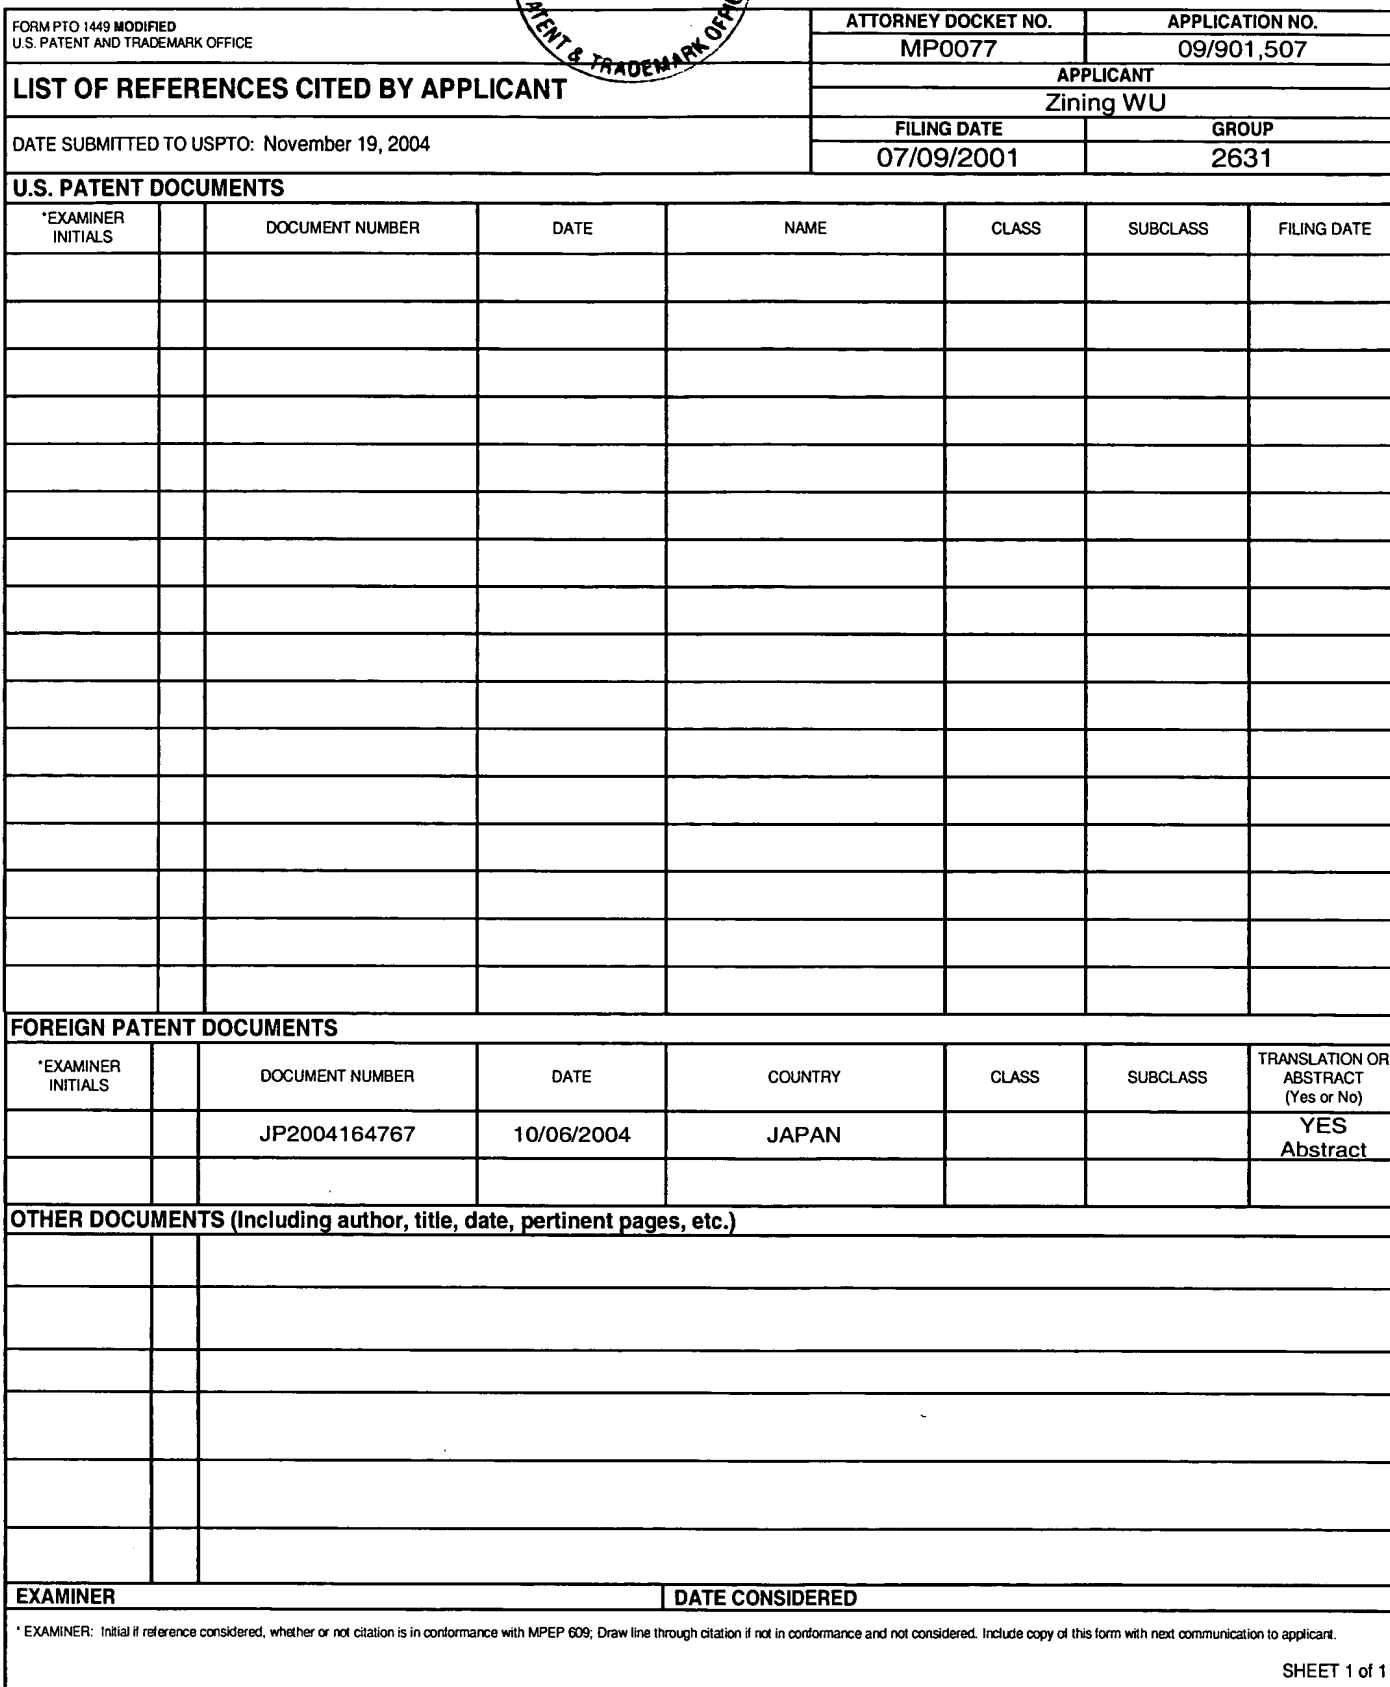 ATENT & TRADEMARK OFFIC
FORM PTO 1449 MODIFIED
U.S. PATENT AND TRADEMARK OFFICE
ATTORNEY DOCKET NO.
APPLICATION NO.
MP0077
09/901,507
LIST OF REFERENCES CITED BY APPLICANT
APPLICANT
Zining WU
DATE SUBMITTED TO USPTO: November 19, 2004
FILING DATE
GROUP
07/09/2001
2631
U.S. PATENT DOCUMENTS
*EXAMINER
INITIALS
DOCUMENT NUMBER
DATE
NAME
CLASS
SUBCLASS
FILING DATE
FOREIGN PATENT DOCUMENTS
*EXAMINER
INITIALS
DOCUMENT NUMBER
DATE
COUNTRY
CLASS
SUBCLASS
TRANSLATION OR
ABSTRACT
(Yes or No)
JP2004164767
10/06/2004
JAPAN
YES
Abstract
OTHER DOCUMENTS (Including author, title, date, pertinent pages, etc.)
EXAMINER
DATE CONSIDERED
* EXAMINER: Initial if reference considered, whether or not citation is in conformance with MPEP 609; Draw line through citation if not in conformance and not considered. Include copy of this form with next communication to applicant.
SHEET 1 of 1